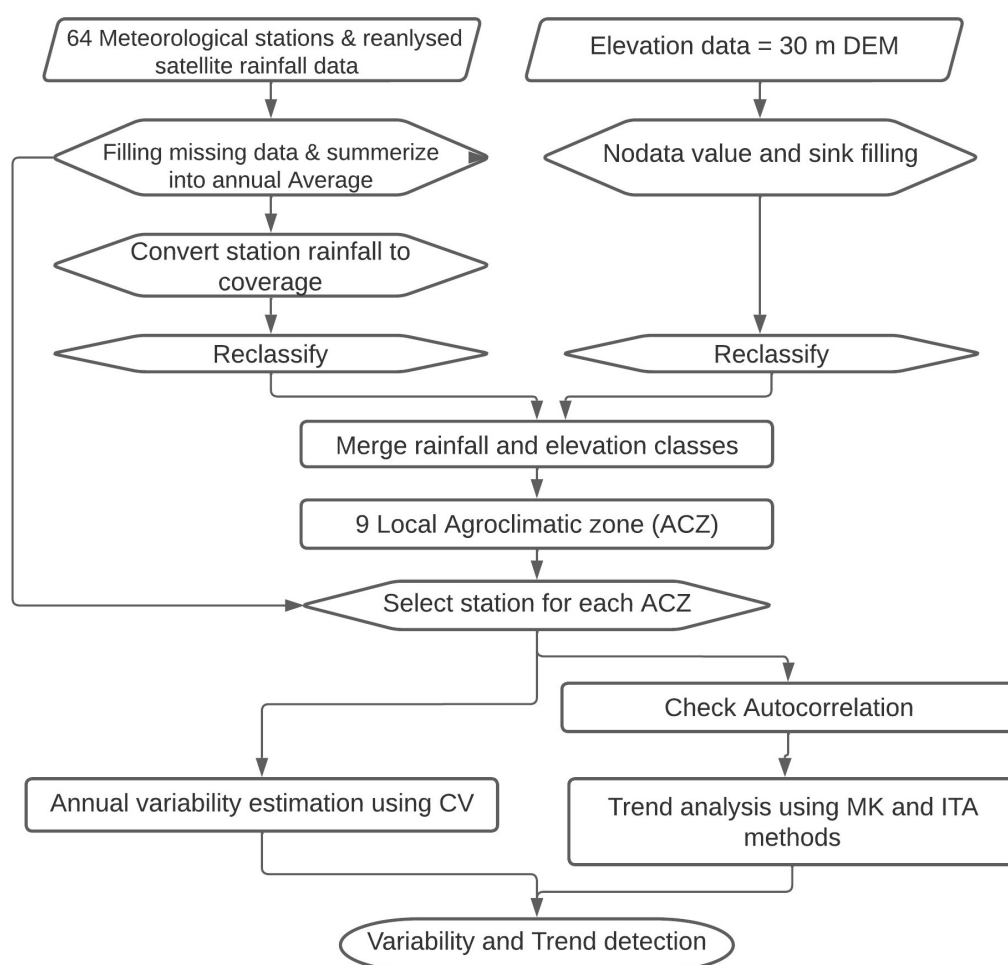 64 Meteorological stations & reanlysed
satellite rainfall data
Elevation data = 30 m DEM
Filling missing data & summerize
into annual Average
Nodata value and sink filling
Convert station rainfall to
coverage
Reclassify
Reclassify
Merge rainfall and elevation classes
9 Local Agroclimatic zone (ACZ)
Select station for each ACZ
Check Autocorrelation
Annual variability estimation using CV
Trend analysis using MK and ITA
methods
Variability and Trend detection